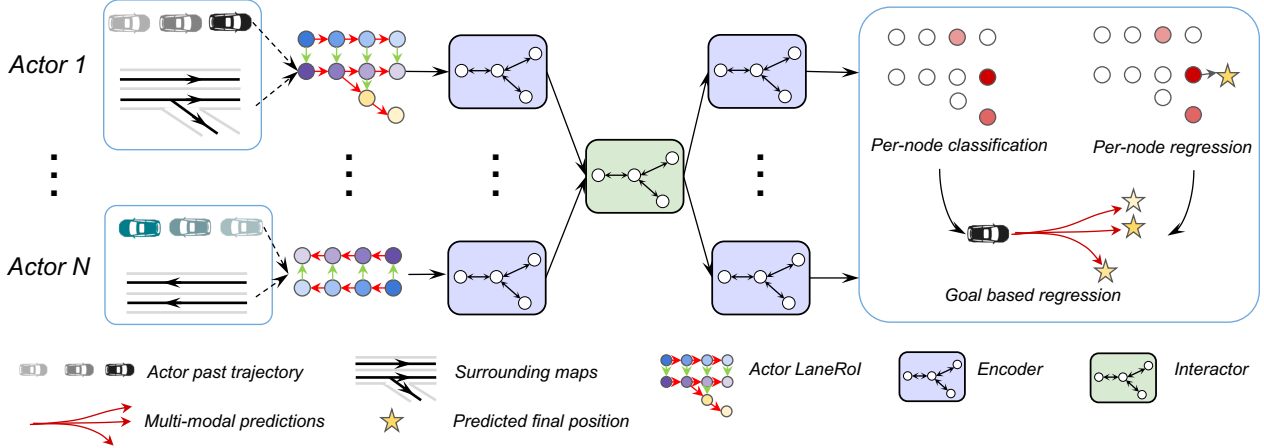 Actor 1
Per-node classification
Per-node regression
Actor N
Goal based regression
Actor past trajectory
Surrounding maps
Actor LaneRoI
Encoder
Interactor
Multi-modal predictions
Predicted final position